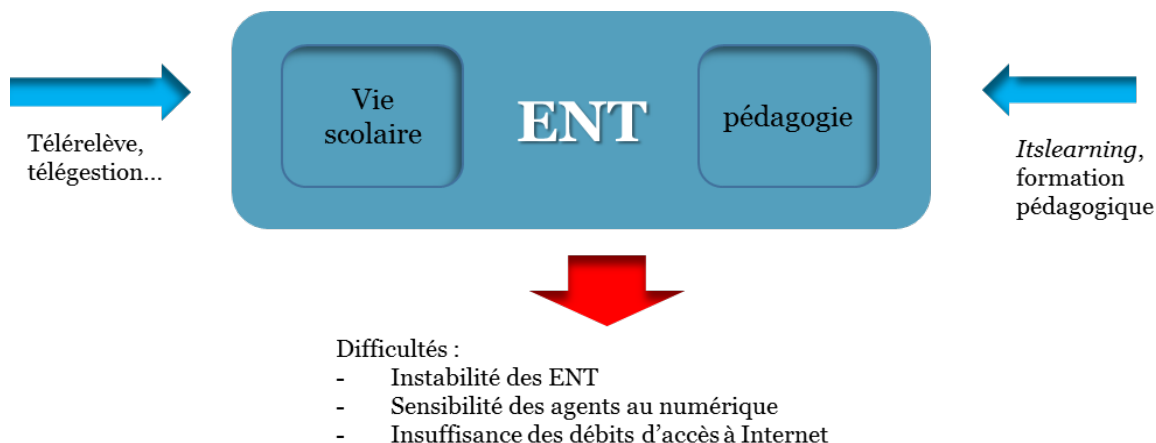 Vie
scolaire
ENT
pédagogie
Télérelève,
télégestion...
Itslearning,
formation
pédagogique
Difficultés :
- Instabilité des ENT
- Sensibilité des agents au numérique
- Insuffisance des débits d'accès à Internet